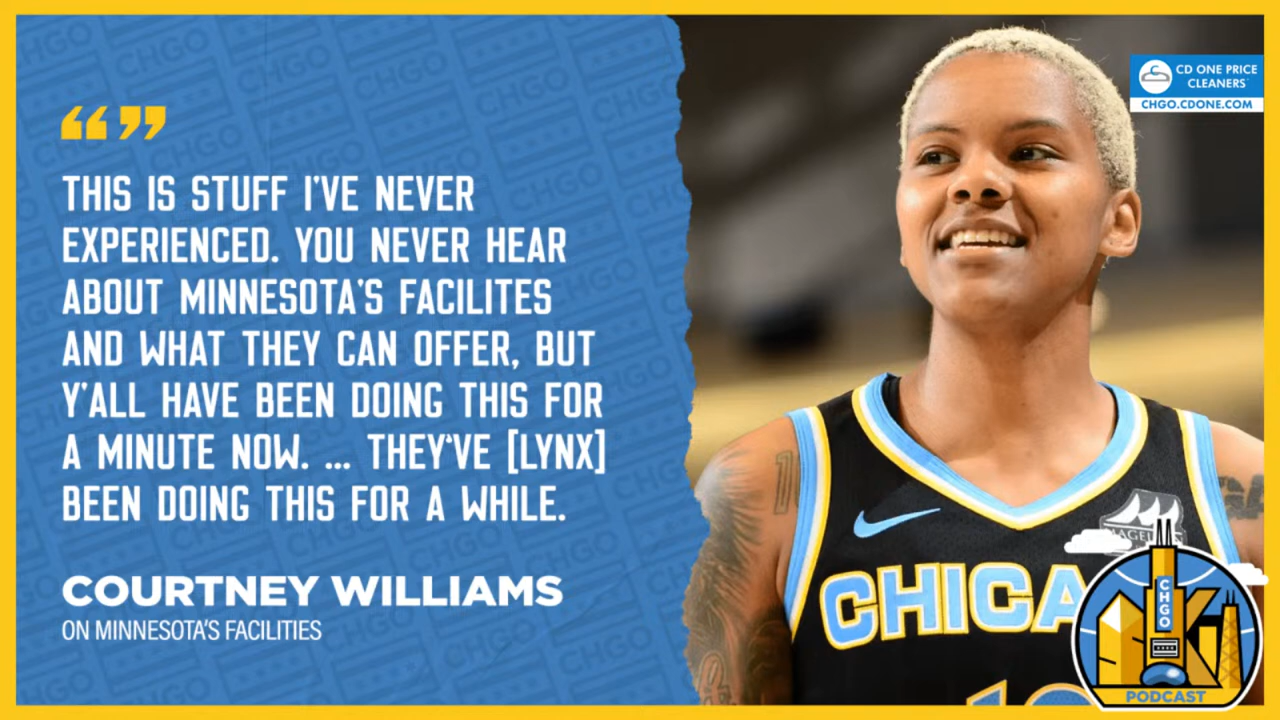 THIS IS STUFF I'VE NEVER
EXPERIENCED. YOU NEVER HEAR
ABOUT MINNESOTA'S FACILITES
AND WHAT THEY CAN OFFER, BUT
Y'ALL HAVE BEEN DOING THIS FOR
A MINUTE NOW. ... THEY'VE [LYNX]
BEEN DOING THIS FOR A WHILE.
COURTNEY WILLIAMS
ON MINNESOTA'S FACILITIES
CD ONE PRICE
CLEANERS
CHGO.CDONE.COM
CHICA
10
CHGO
SKY
PODCAST